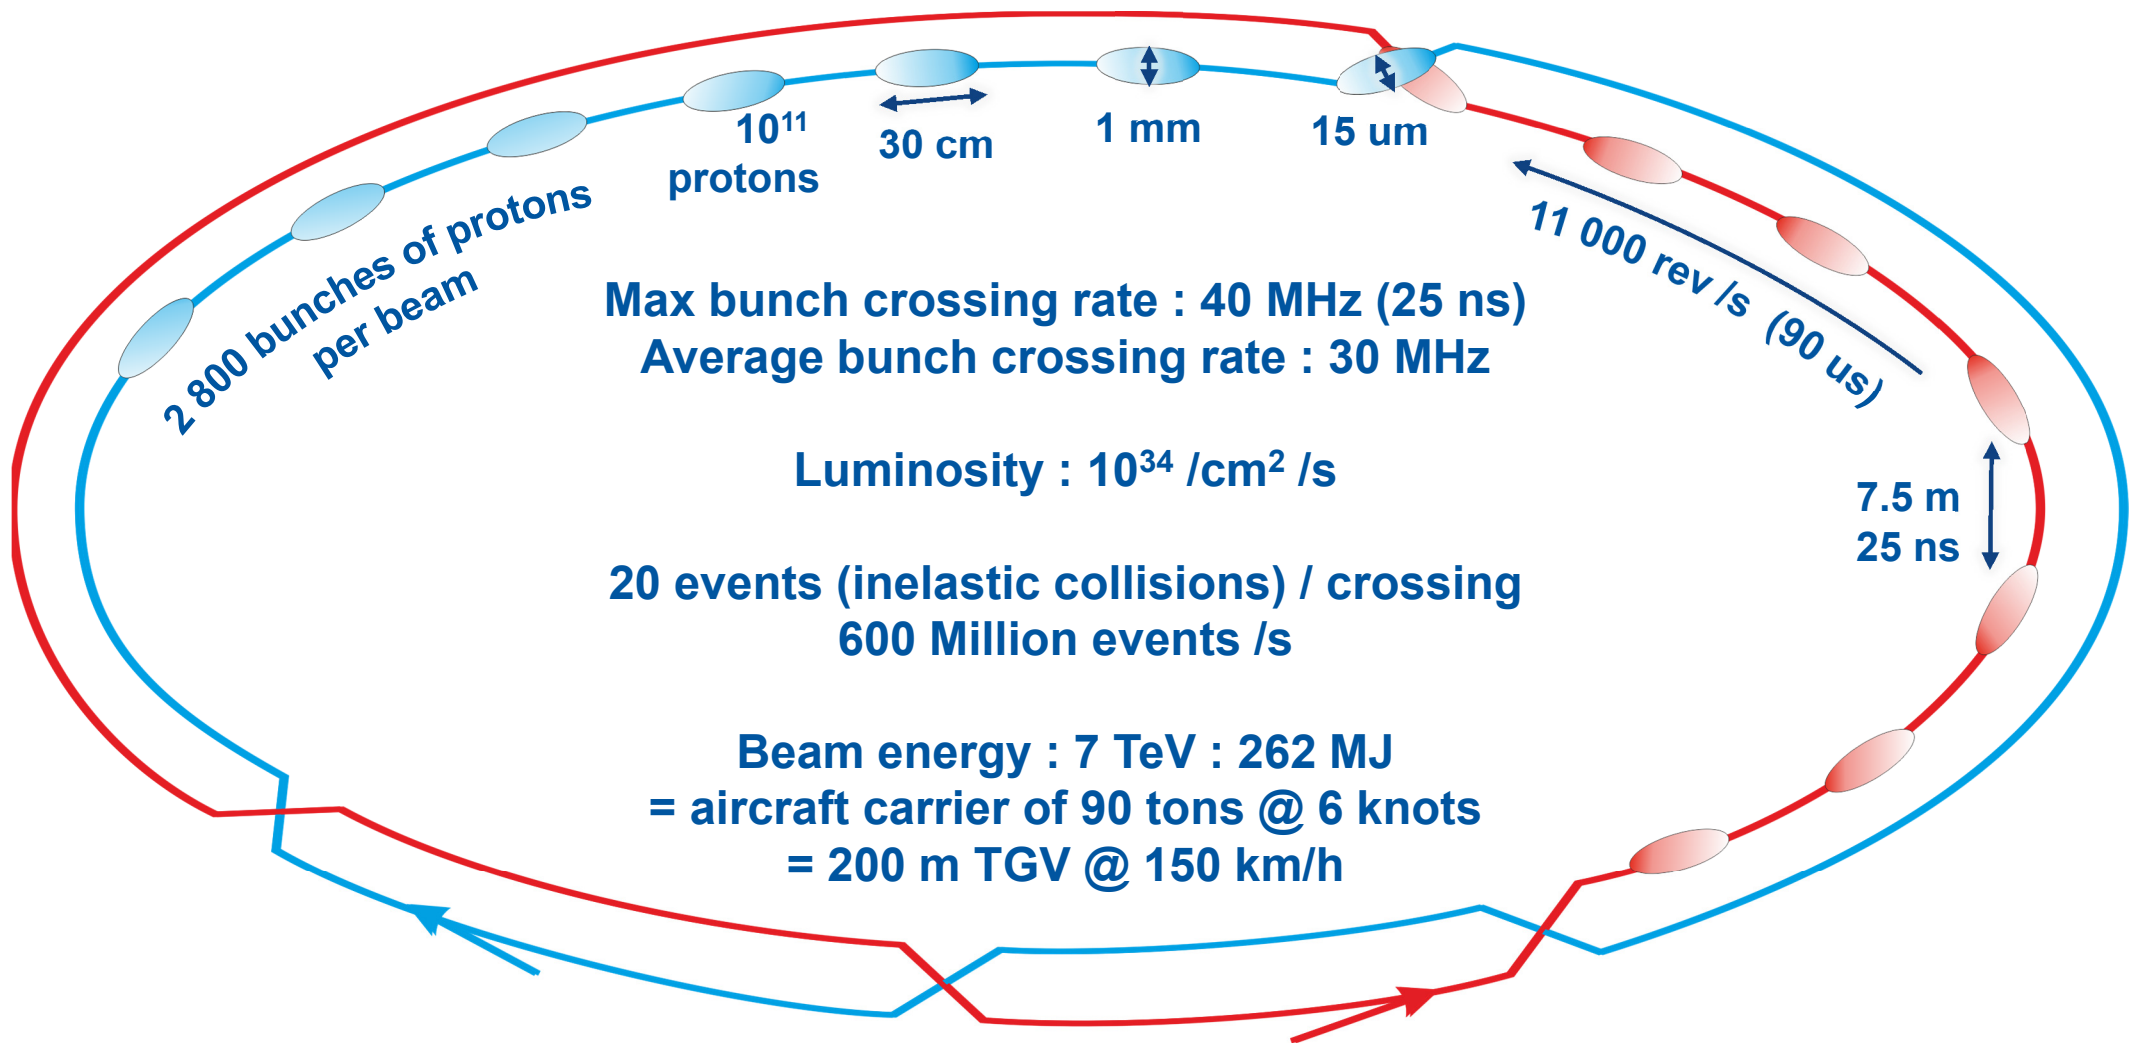 10¹¹
protons
30 cm
1 mm
15 um
2 800 bunches of protons
per beam
11 000 rev /s (90 us)
Max bunch crossing rate : 40 MHz (25 ns)
Average bunch crossing rate : 30 MHz
Luminosity : 10³⁴ /cm² /s
7.5 m
25 ns
20 events (inelastic collisions) / crossing
600 Million events /s
Beam energy : 7 TeV : 262 MJ
= aircraft carrier of 90 tons @ 6 knots
= 200 m TGV @ 150 km/h